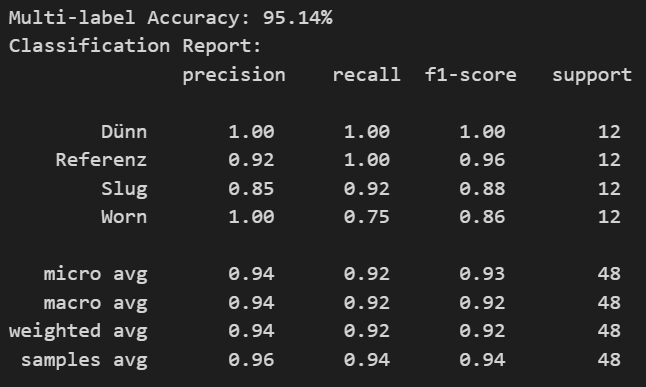 Multi-label Accuracy: 95.14%
Classification Report:
precision recall f1-score support
Dünn 1.00 1.00 1.00 12
Referenz 0.92 1.00 0.96 12
Slug 0.85 0.92 0.88 12
Worn 1.00 0.75 0.86 12
micro avg 0.94 0.92 0.93 48
macro avg 0.94 0.92 0.92 48
weighted avg 0.94 0.92 0.92 48
samples avg 0.96 0.94 0.94 48